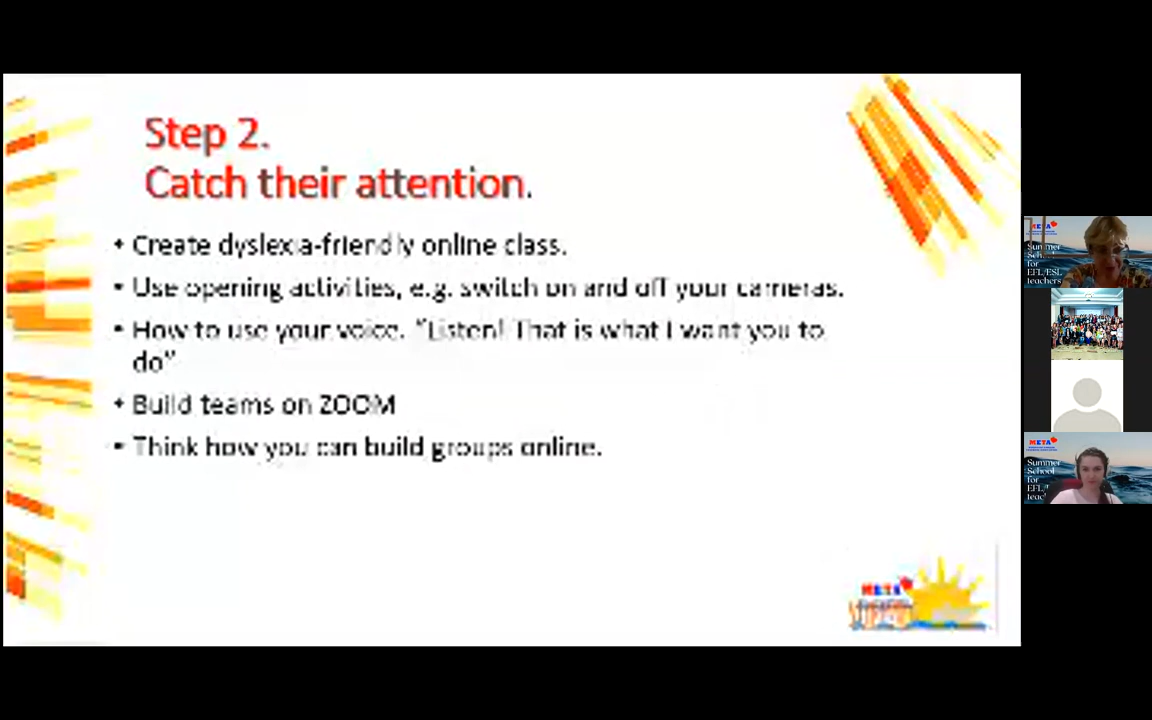 Step 2.
Catch their attention.
• Create dyslexia-friendly online class.
• Use opening activities, e.g. switch on and off your cameras.
• How to use your voice. "Listen! That is what I want you to
do"
• Build teams on ZOOM
• Think how you can build groups online.
META
META
Summer
School
for
EFL/ESL
teachers
META
Summer
School
for